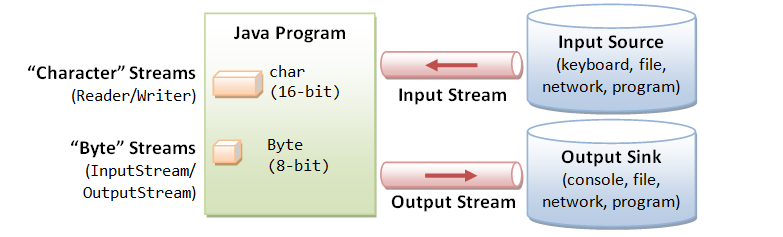 Java Program
“Character” Streams
(Reader/Writer)
char
(16-bit)
“Byte” Streams
(InputStream/
OutputStream)
Byte
(8-bit)
Input Stream
Output Stream
Input Source
(keyboard, file,
network, program)
Output Sink
(console, file,
network, program)